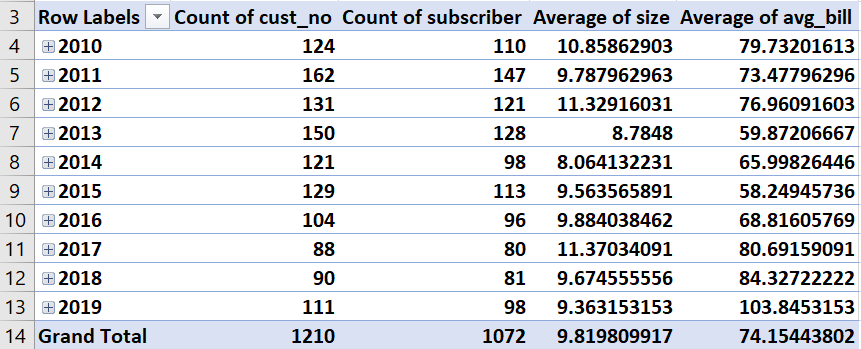 3 Row Labels Count of cust_no Count of subscriber Average of size Average of avg_bill
4 2010 124 110 10.85862903 79.73201613
5 2011 162 147 9.787962963 73.47796296
6 2012 131 121 11.32916031 76.96091603
7 2013 150 128 8.7848 59.87206667
8 2014 121 98 8.064132231 65.99826446
9 2015 129 113 9.563565891 58.24945736
10 2016 104 96 9.884038462 68.81605769
11 2017 88 80 11.37034091 80.69159091
12 2018 90 81 9.674555556 84.32722222
13 2019 111 98 9.363153153 103.8453153
14 Grand Total 1210 1072 9.819809917 74.15443802